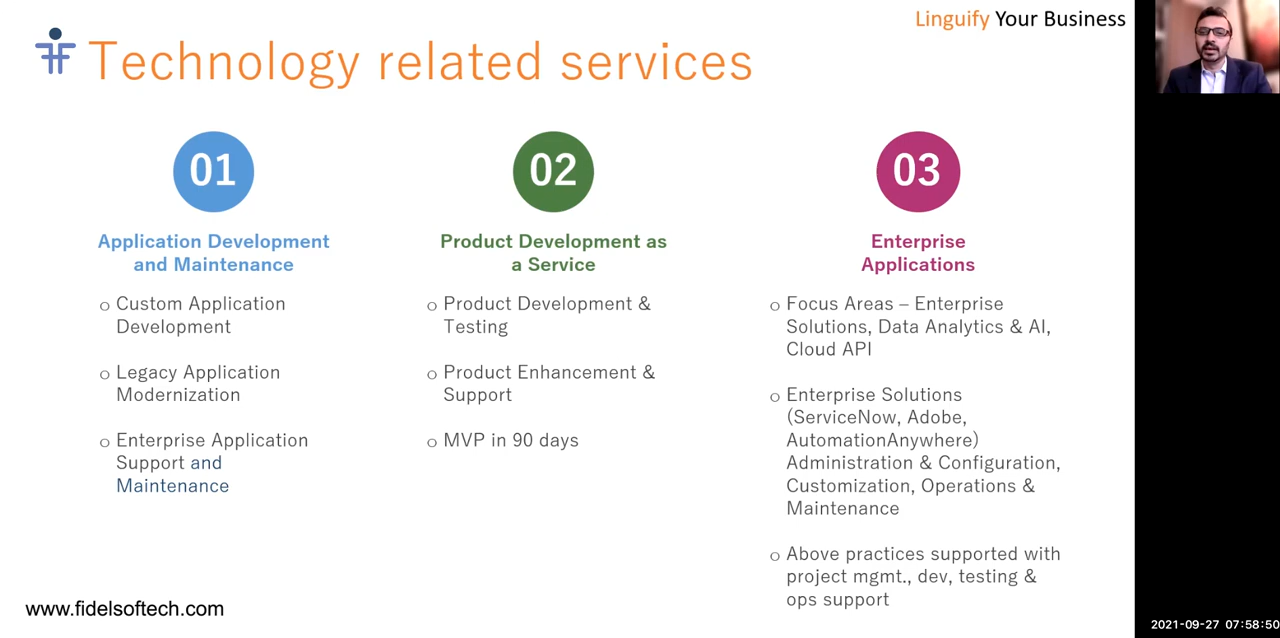 Linguify Your Business
Technology related services
01
Application Development
and Maintenance
o Custom Application
Development
o Legacy Application
Modernization
o Enterprise Application
Support and
Maintenance
02
Product Development as
a Service
o Product Development &
Testing
o Product Enhancement &
Support
o MVP in 90 days
03
Enterprise
Applications
o Focus Areas – Enterprise
Solutions, Data Analytics & AI,
Cloud API
o Enterprise Solutions
(ServiceNow, Adobe,
AutomationAnywhere)
Administration & Configuration,
Customization, Operations &
Maintenance
o Above practices supported with
project mgmt., dev, testing &
ops support
www.fidelsoftech.com
2021-09-27 07:58:50